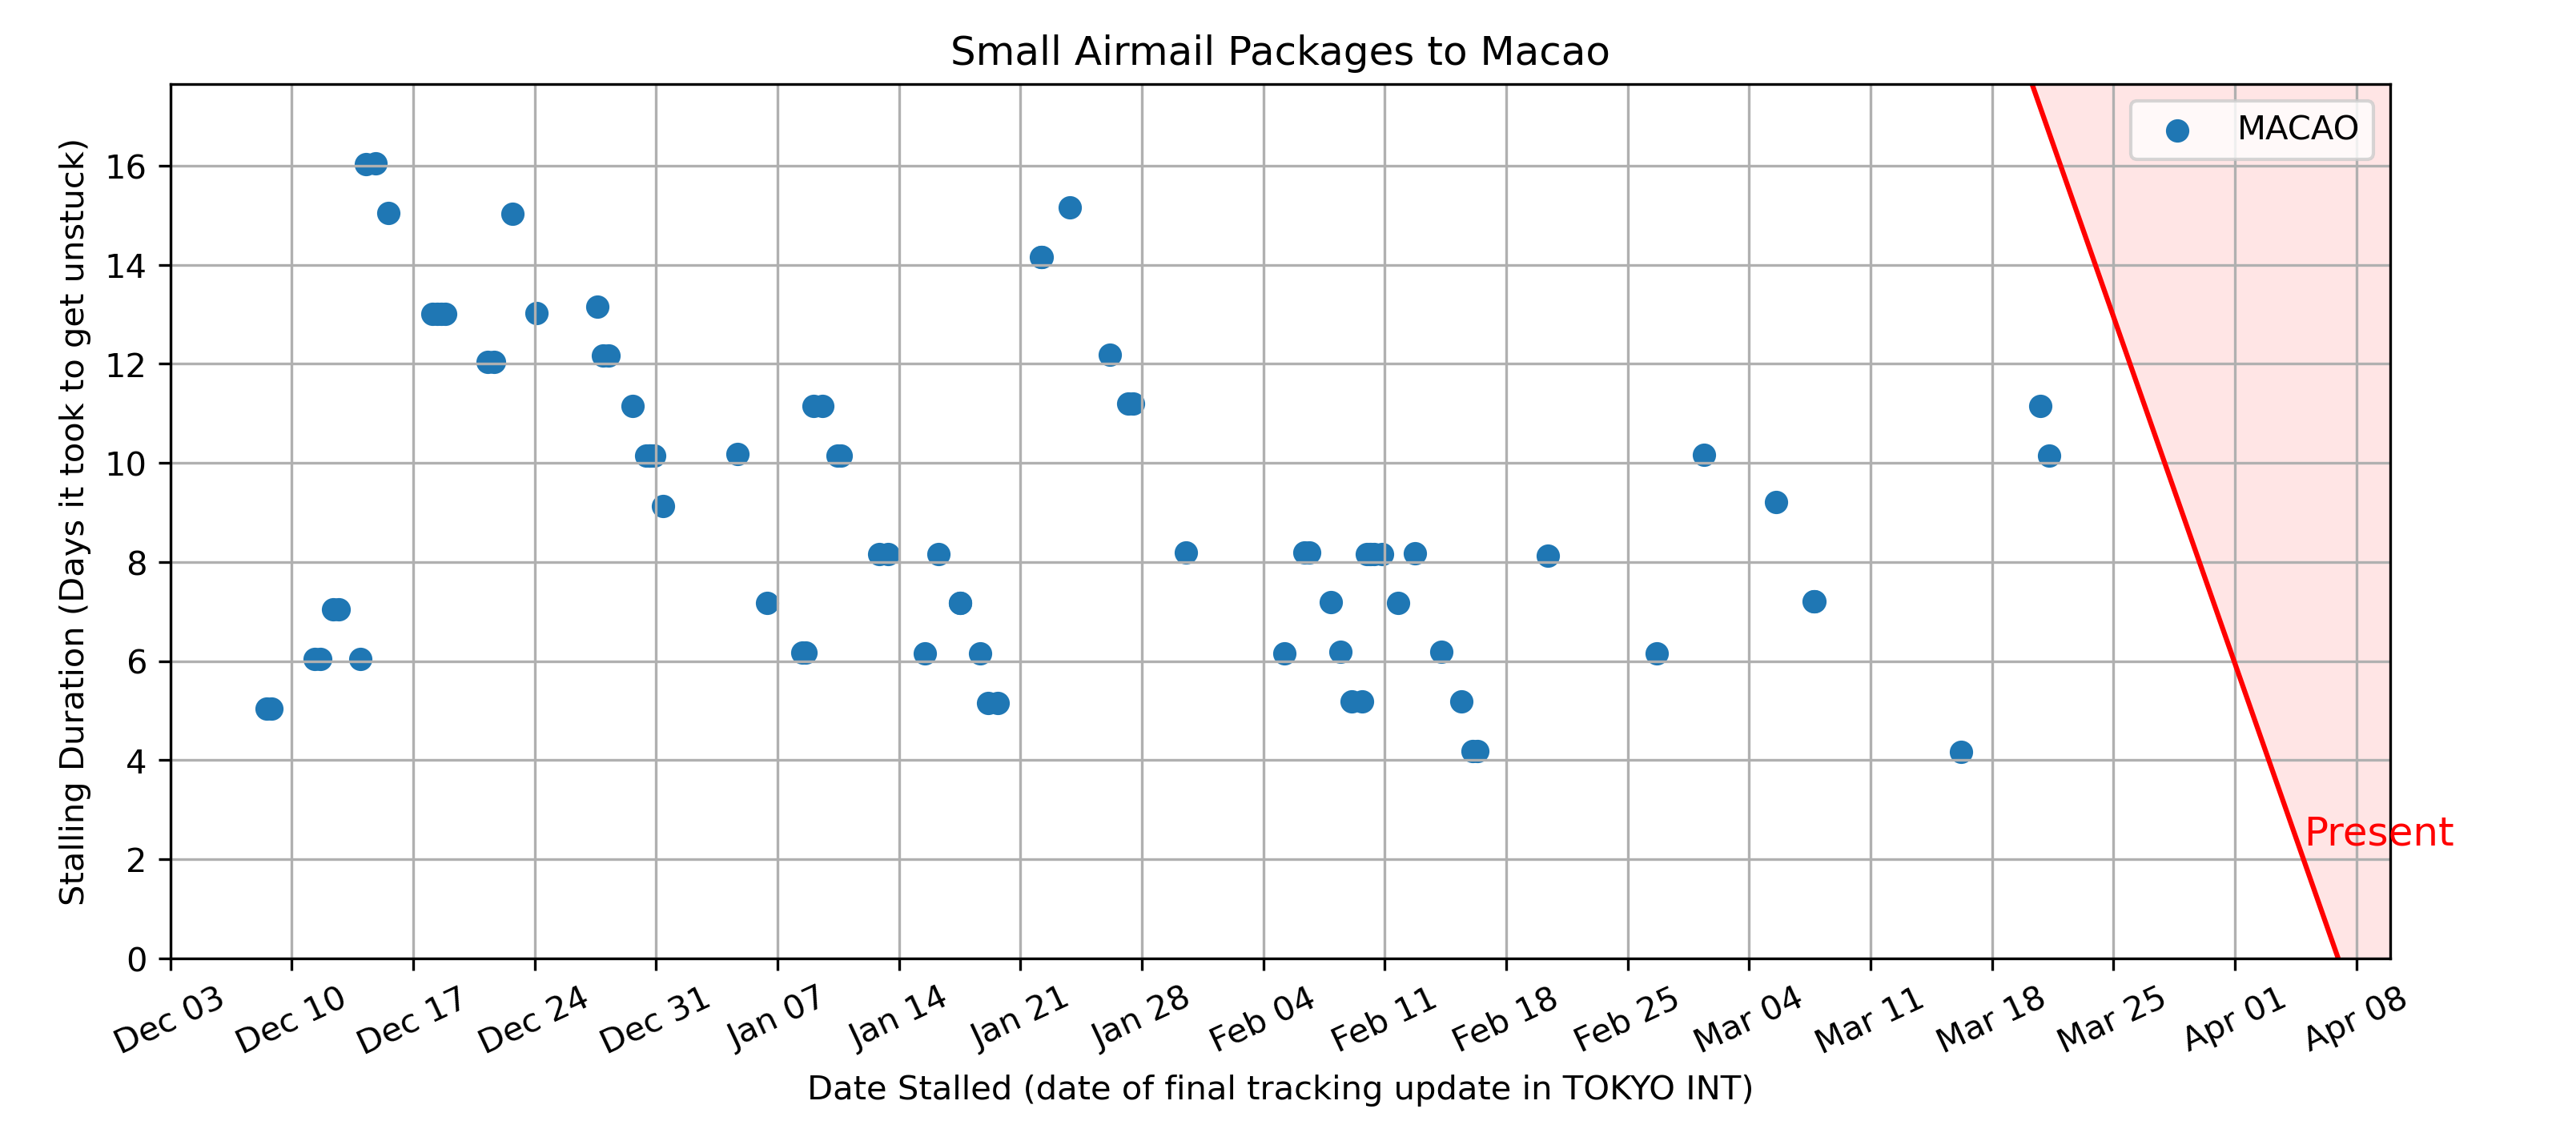 Small Airmail Packages to Macao
MACAO
Stalling Duration (Days it took to get unstuck)
16
14
12
10
8
6
4
2
0
Present
Dec 03
Dec 10
Dec 17
Dec 24
Dec 31
Jan 07
Jan 14
Jan 21
Jan 28
Feb 04
Feb 11
Feb 18
Feb 25
Mar 04
Mar 11
Mar 18
Mar 25
Apr 01
Apr 08
Date Stalled (date of final tracking update in TOKYO INT)